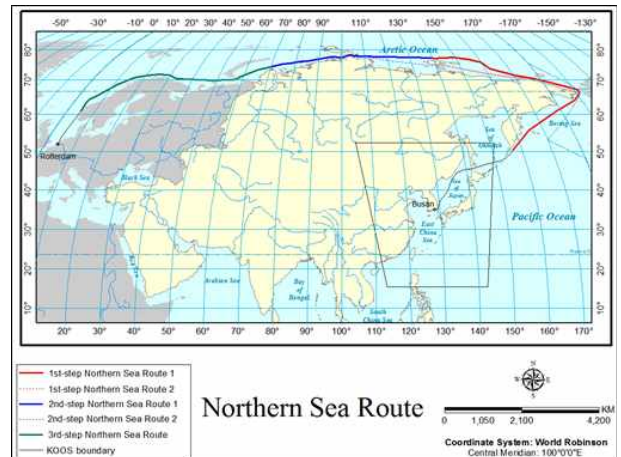 -50° -40° -30° -10° 0° 10° 30° 50° 70° 90° 110° 130° 150° 170° -170° -150° -130°
Arctic Ocean
80°
70°
60°
50°
40°
30°
20°
10°
80°
70°
60°
50°
40°
30°
20°
10°
Rotterdam
Bering Sea
Sea of Okhotsk
Black Sea
Busan
East China Sea
Pacific Ocean
Arabian Sea
Bay of Bengal
South China Sea
20° 30° 40° 50° 60° 70° 80° 90° 100° 110° 120° 130° 140° 150° 160° 170°
1st-step Northern Sea Route 1
1st-step Northern Sea Route 2
2nd-step Northern Sea Route 1
2nd-step Northern Sea Route 2
3rd-step Northern Sea Route
KOOS boundary
Northern Sea Route
N
KM
0 1,050 2,100 4,200
Coordinate System: World Robinson
Central Meridian: 100°0'0"E